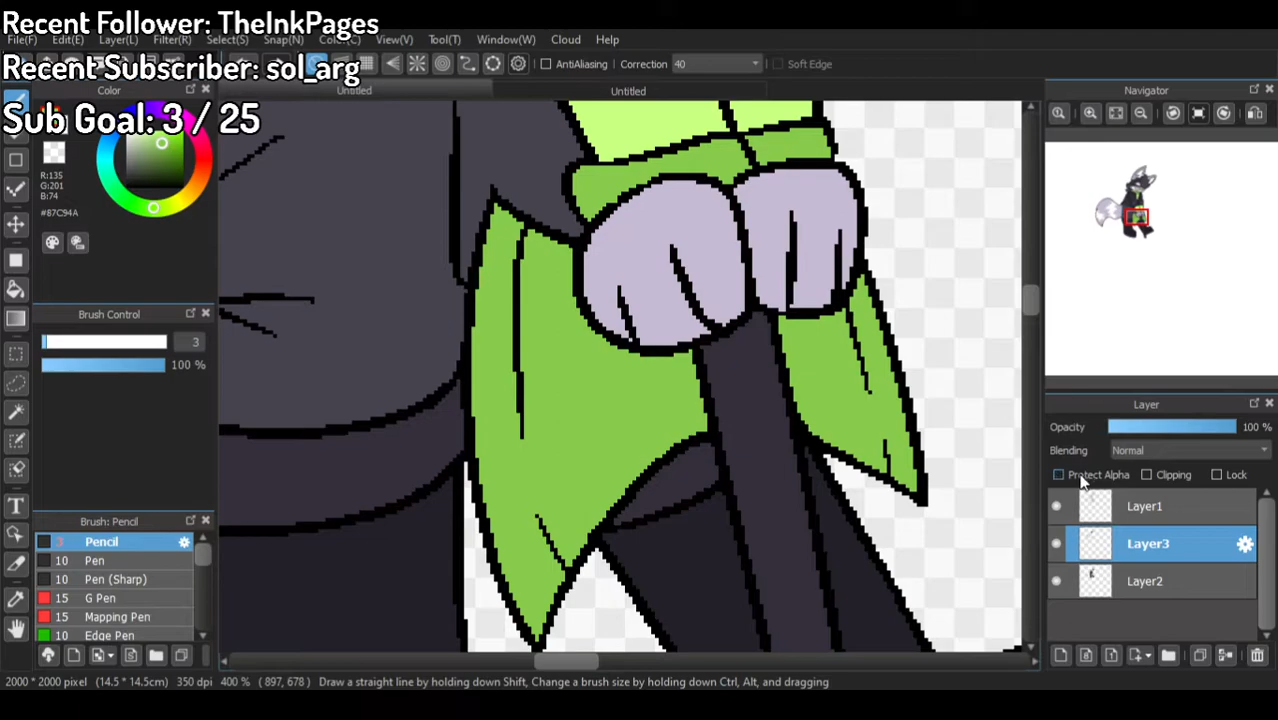 Recent Follower: TheInkPages
File(F) Edit(E) Layer(L) Filter(R) Select(S) Snap(N) Color(C) View(V) Tool(T) Window(W) Cloud Help
Recent Subscriber: sol_arg
AntiAliasing Correction 40 Soft Edge
Color Untitled Untitled Navigator
Sub Goal: 3 / 25
R:135
G:201
B:74
#87C94A
Brush Control
3
100 %
Layer
Opacity 100 %
Blending Normal
Protect Alpha Clipping Lock
Layer1
Layer3
Layer2
Brush: Pencil
3 Pencil
10 Pen
10 Pen (Sharp)
15 G Pen
15 Mapping Pen
10 Edge Pen
2000 * 2000 pixel (14.5 * 14.5cm) 350 dpi 400 % ( 897, 678 ) Draw a straight line by holding down Shift, Change a brush size by holding down Ctrl, Alt, and dragging